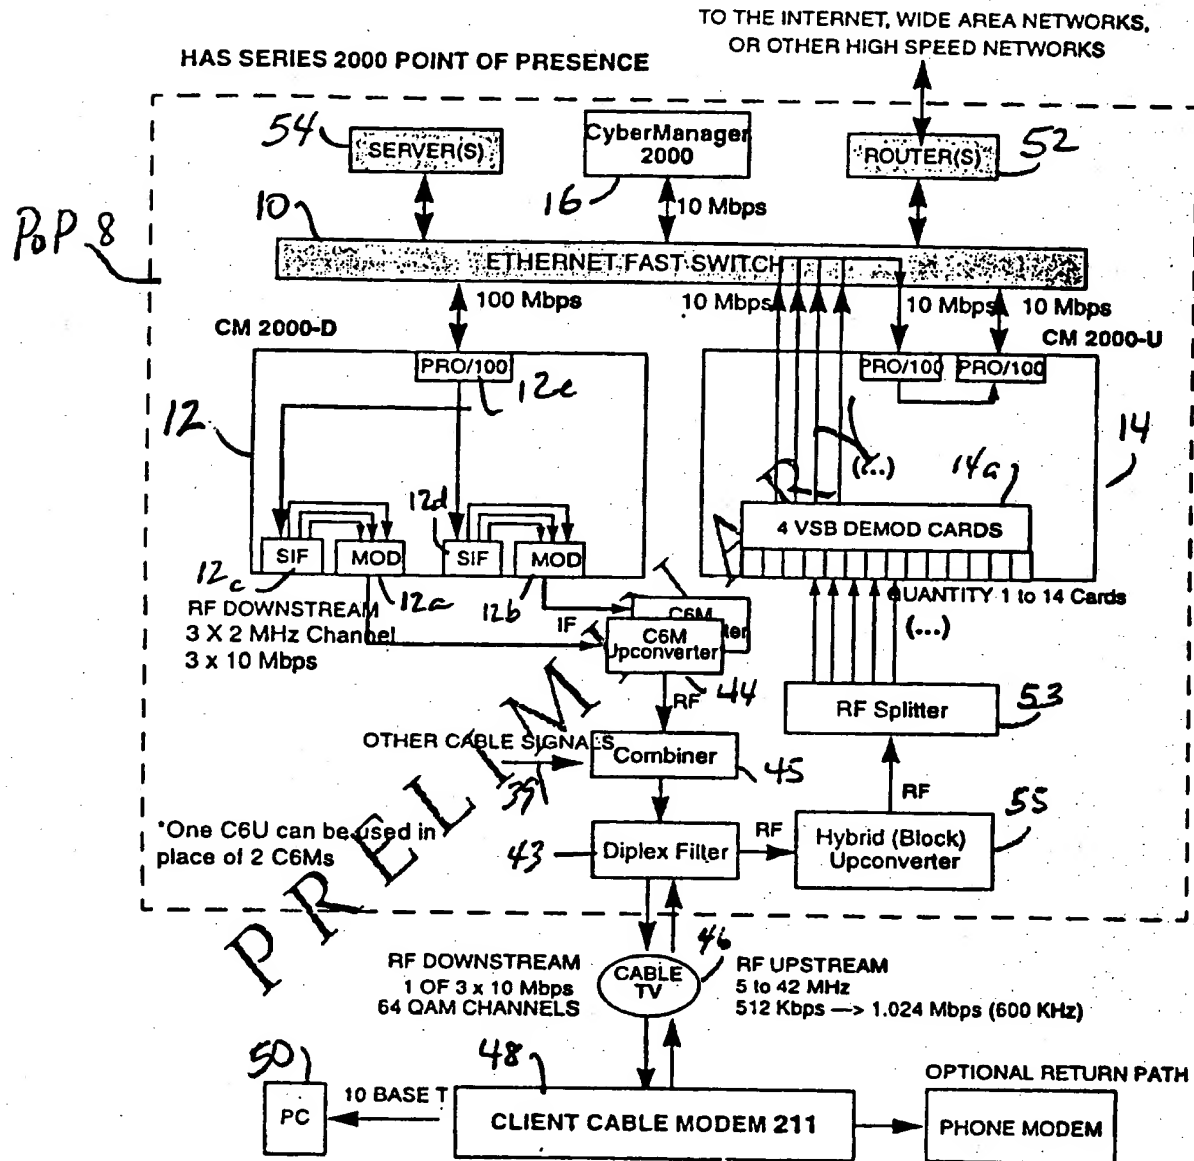 TO THE INTERNET, WIDE AREA NETWORKS,
OR OTHER HIGH SPEED NETWORKS
HAS SERIES 2000 POINT OF PRESENCE
54
SERVER(S)
CyberManager
2000
16
ROUTER(S)
52
10 Mbps
PoP 8
10
ETHERNET FAST SWITCH
100 Mbps
10 Mbps
10 Mbps
10 Mbps
CM 2000-D
CM 2000-U
PRO/100
12e
PRO/100
PRO/100
12
14
(...)
14a
4 VSB DEMOD CARDS
12d
SIF
MOD
SIF
MOD
12c
12a
12b
QUANTITY 1 to 14 Cards
(...)
RF DOWNSTREAM
3 X 2 MHz Channel
3 x 10 Mbps
IF
C6M
C6M
Upconverter
44
RF
RF Splitter
53
OTHER CABLE SIGNALS
39
Combiner
45
RF
*One C6U can be used in
place of 2 C6Ms
43
Diplex Filter
RF
Hybrid (Block)
Upconverter
55
PRELIMI
ARY
RF DOWNSTREAM
1 OF 3 x 10 Mbps
64 QAM CHANNELS
CABLE
TV
46
RF UPSTREAM
5 to 42 MHz
512 Kbps —> 1.024 Mbps (600 KHz)
50
PC
10 BASE T
48
CLIENT CABLE MODEM 211
OPTIONAL RETURN PATH
PHONE MODEM